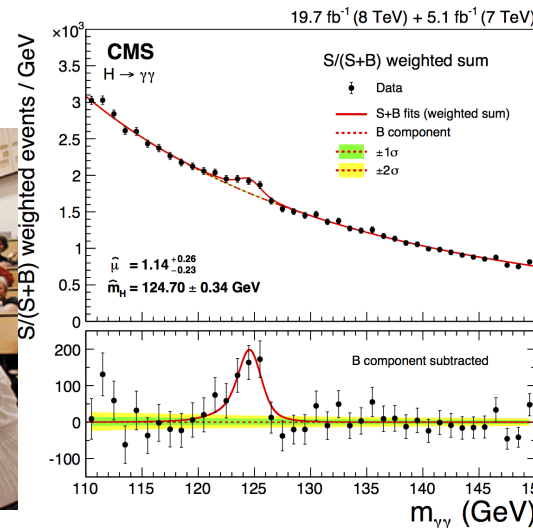 19.7 fb⁻¹ (8 TeV) + 5.1 fb⁻¹ (7 TeV)
×10³
CMS
H → γγ
S/(S+B) weighted sum
Data
S+B fits (weighted sum)
B component
±1σ
±2σ
S/(S+B) weighted events / GeV
3.5
3
2.5
2
1.5
1
0.5
0
μ̂ = 1.14 +0.26 −0.23
m̂H = 124.70 ± 0.34 GeV
B component subtracted
200
100
0
-100
110 115 120 125 130 135 140 145 15
mγγ (GeV)